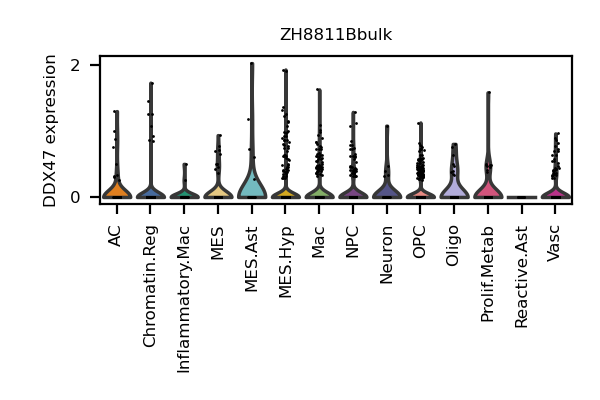 ZH8811Bbulk
DDX47 expression
2
0
AC
Chromatin.Reg
Inflammatory.Mac
MES
MES.Ast
MES.Hyp
Mac
NPC
Neuron
OPC
Oligo
Prolif.Metab
Reactive.Ast
Vasc